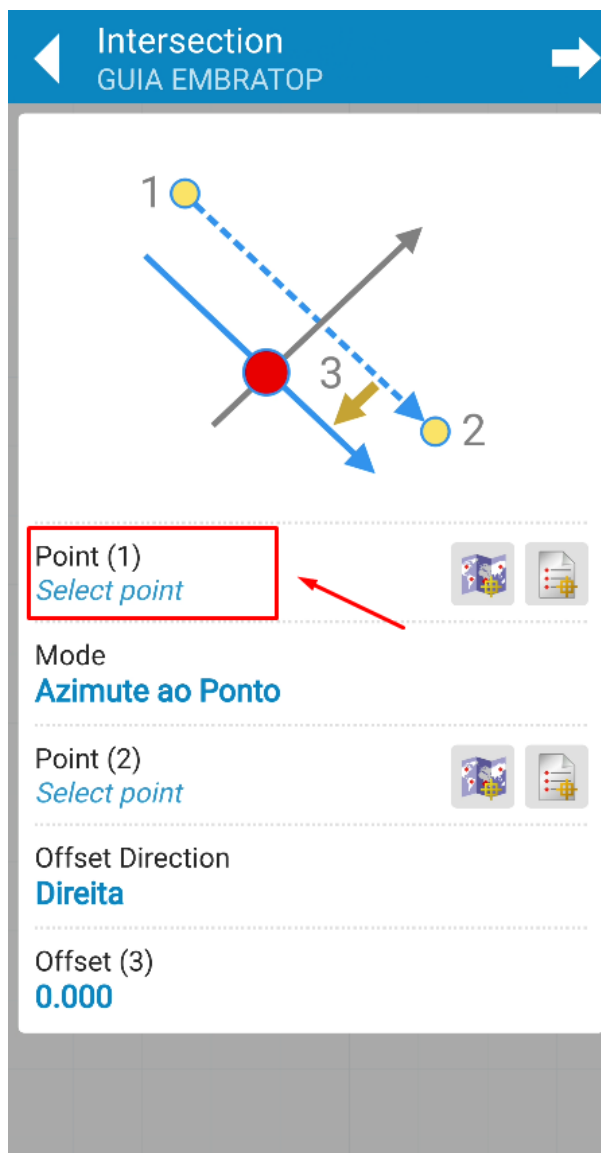 Intersection
GUIA EMBRATOP
1
3
2
Point (1)
Select point
Mode
Azimute ao Ponto
Point (2)
Select point
Offset Direction
Direita
Offset (3)
0.000